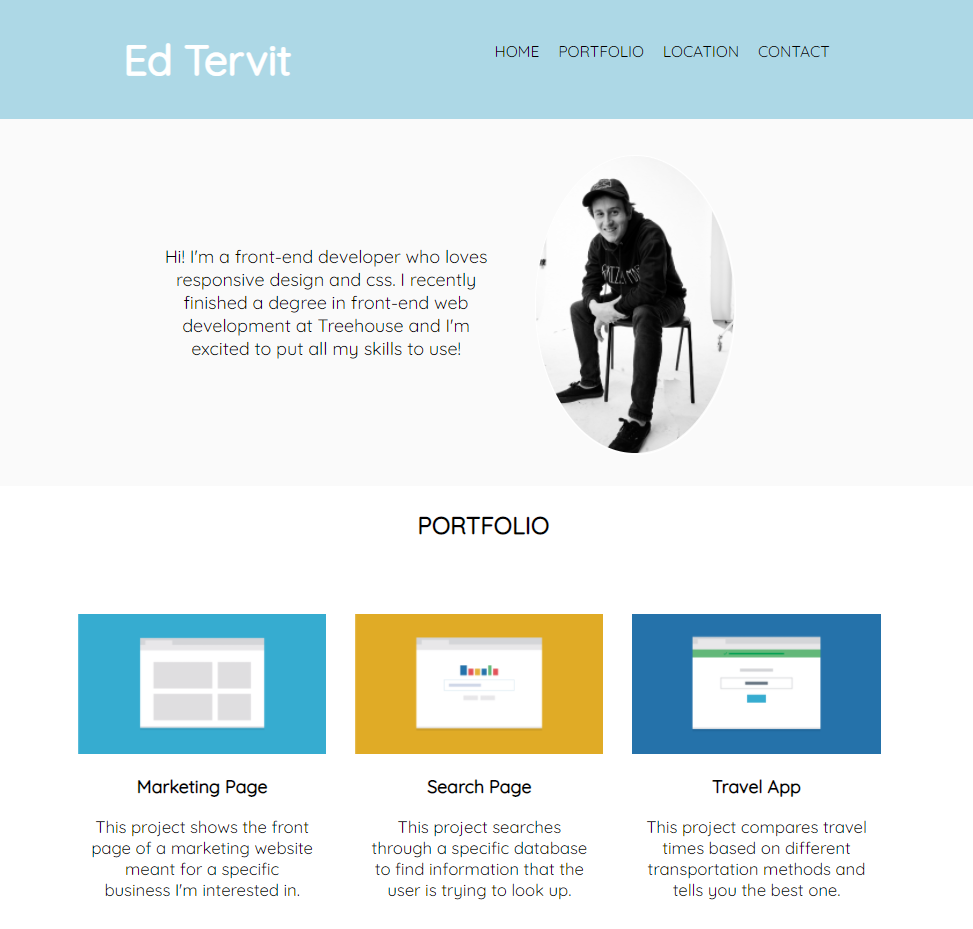 Ed Tervit
HOME PORTFOLIO LOCATION CONTACT
Hi! I'm a front-end developer who loves
responsive design and css. I recently
finished a degree in front-end web
development at Treehouse and I'm
excited to put all my skills to use!
PORTFOLIO
Marketing Page
This project shows the front
page of a marketing website
meant for a specific
business I'm interested in.
Search Page
This project searches
through a specific database
to find information that the
user is trying to look up.
Travel App
This project compares travel
times based on different
transportation methods and
tells you the best one.